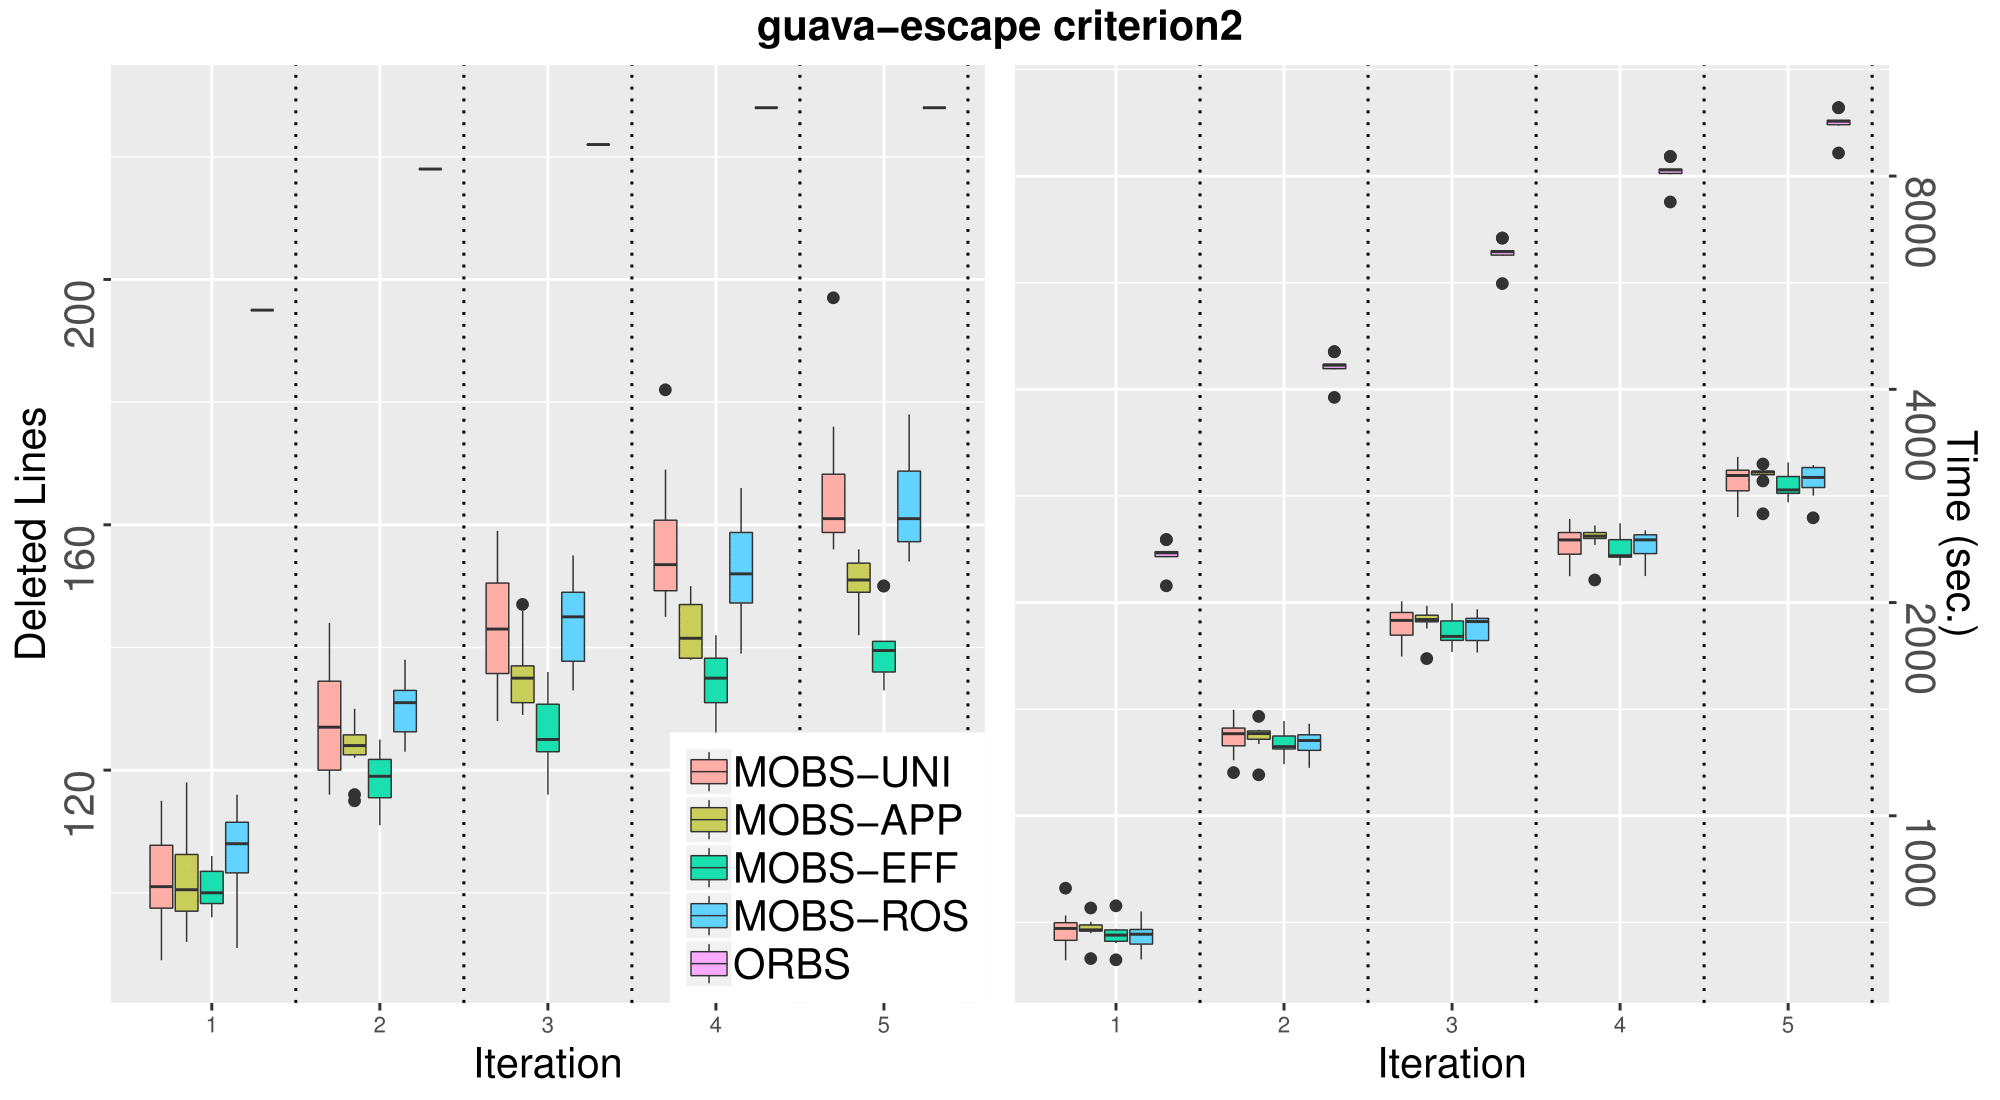 guava−escape criterion2
Deleted Lines
200
160
120
1
2
3
4
5
Iteration
MOBS−UNI
MOBS−APP
MOBS−EFF
MOBS−ROS
ORBS
8000
4000
2000
1000
Time (sec.)
1
2
3
4
5
Iteration